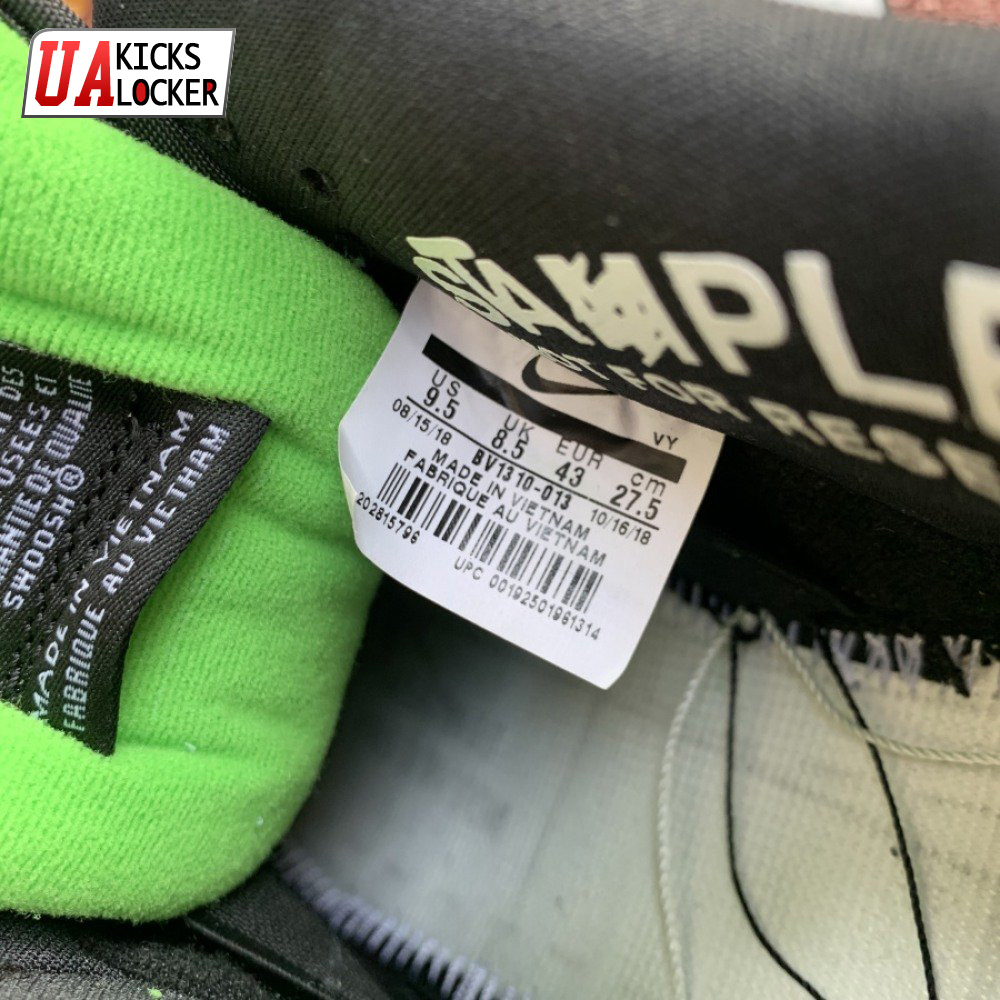 UA KICKS
LOCKER
SAMPLE
FOR RESE
US UK EUR cm
9.5 8.5 43 27.5
VY
08/15/18 BV1310-013 10/16/18
MADE IN VIETNAM
FABRIQUE AU VIETNAM
202815796
UPC 00192501961314
SHOOSH®
MADE IN VIETNAM
FABRIQUE AU VIETNAM